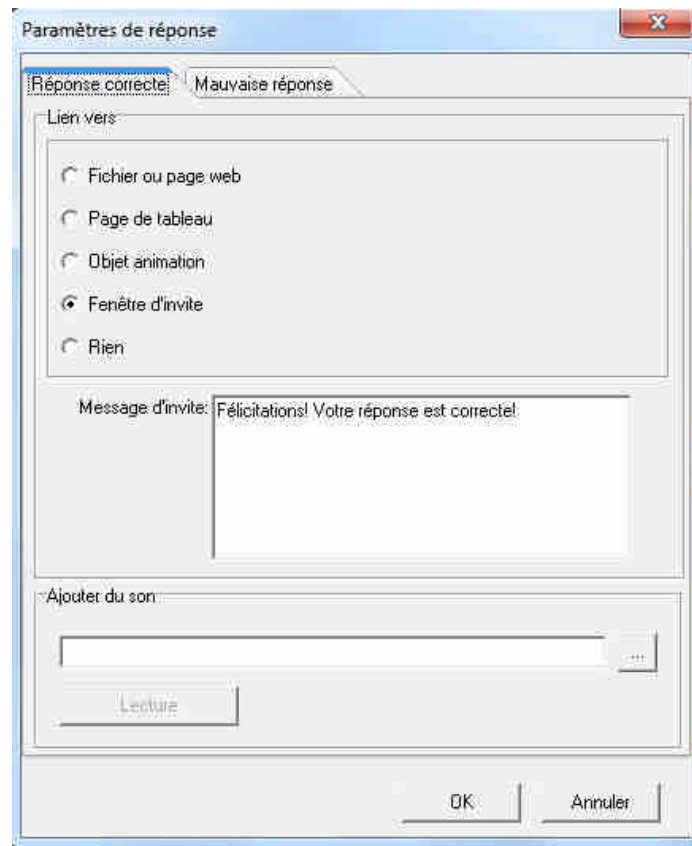 Paramètres de réponse
Réponse correcte
Mauvaise réponse
Lien vers
Fichier ou page web
Page de tableau
Objet animation
Fenêtre d'invite
Rien
Message d'invite: Félicitations! Votre réponse est correcte!
Ajouter du son
...
Lecture
OK
Annuler